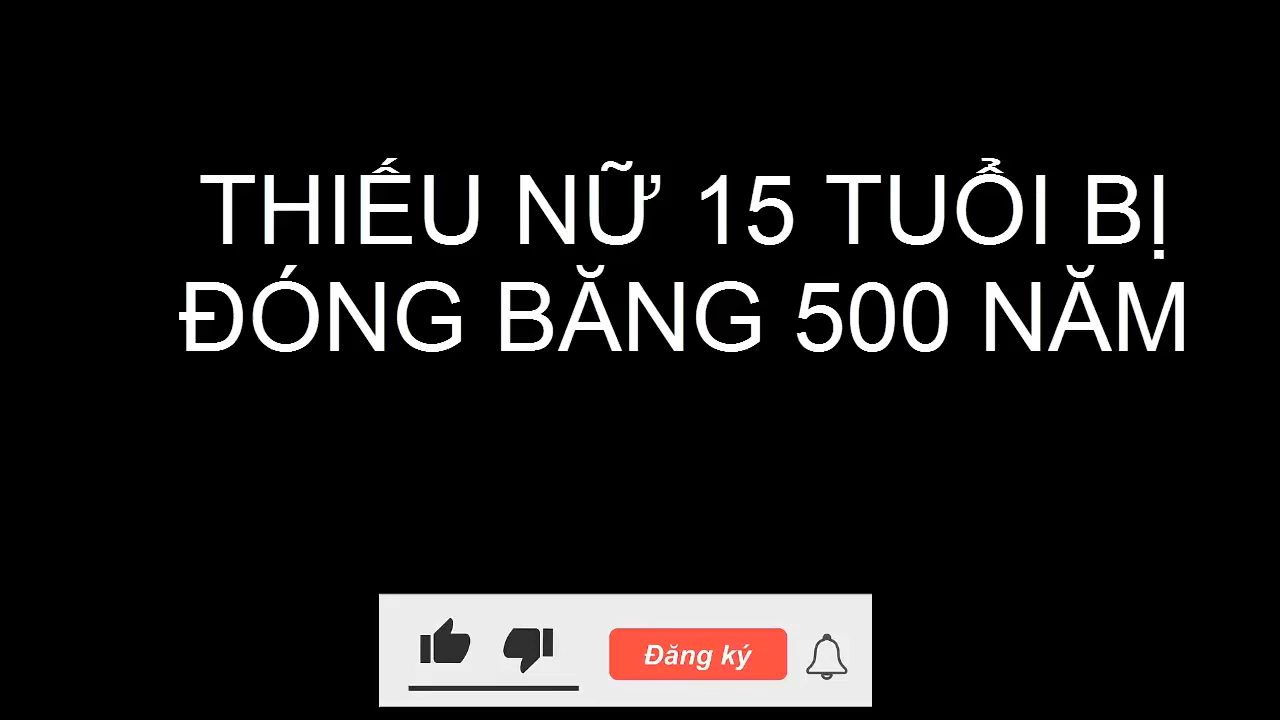 THIẾU NỮ 15 TUỔI BỊ
ĐÓNG BĂNG 500 NĂM
Đăng ký